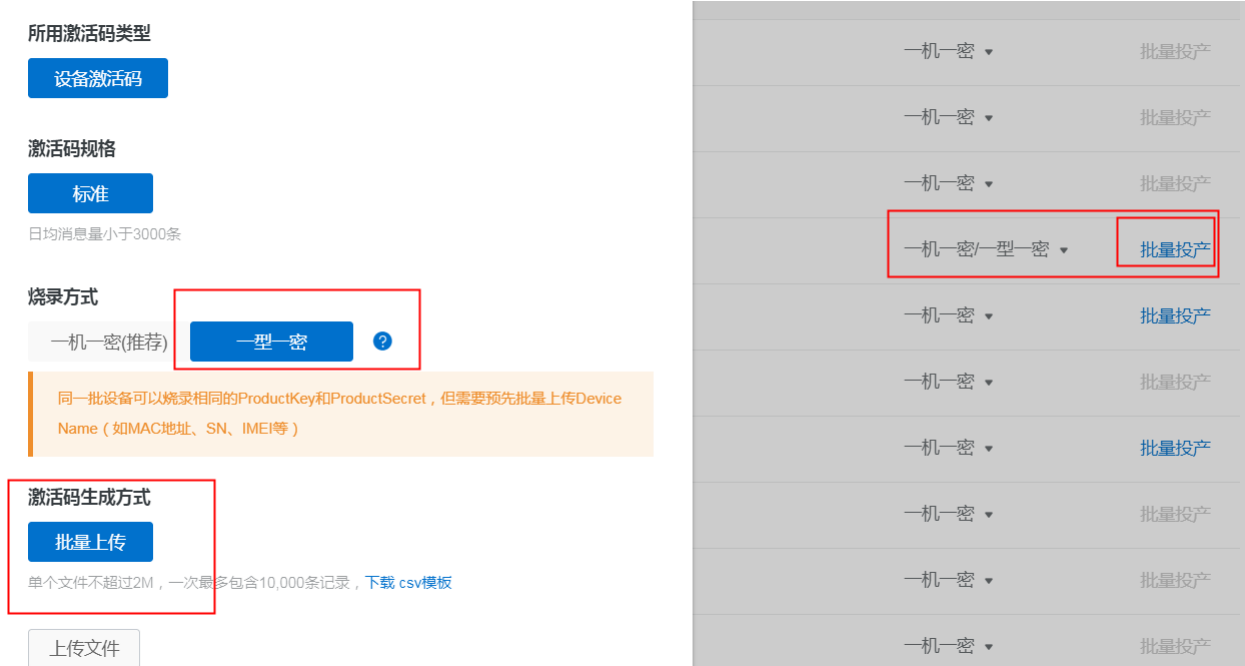 所用激活码类型
设备激活码
激活码规格
标准
日均消息量小于3000条
烧录方式
一机一密(推荐)
一型一密
?
同一批设备可以烧录相同的ProductKey和ProductSecret，但需要预先批量上传Device
Name（如MAC地址、SN、IMEI等）
激活码生成方式
批量上传
单个文件不超过2M，一次最多包含10,000条记录，下载 csv模板
上传文件
一机一密 批量投产
一机一密 批量投产
一机一密 批量投产
一机一密/一型一密 批量投产
一机一密 批量投产
一机一密 批量投产
一机一密 批量投产
一机一密 批量投产
一机一密 批量投产
一机一密 批量投产